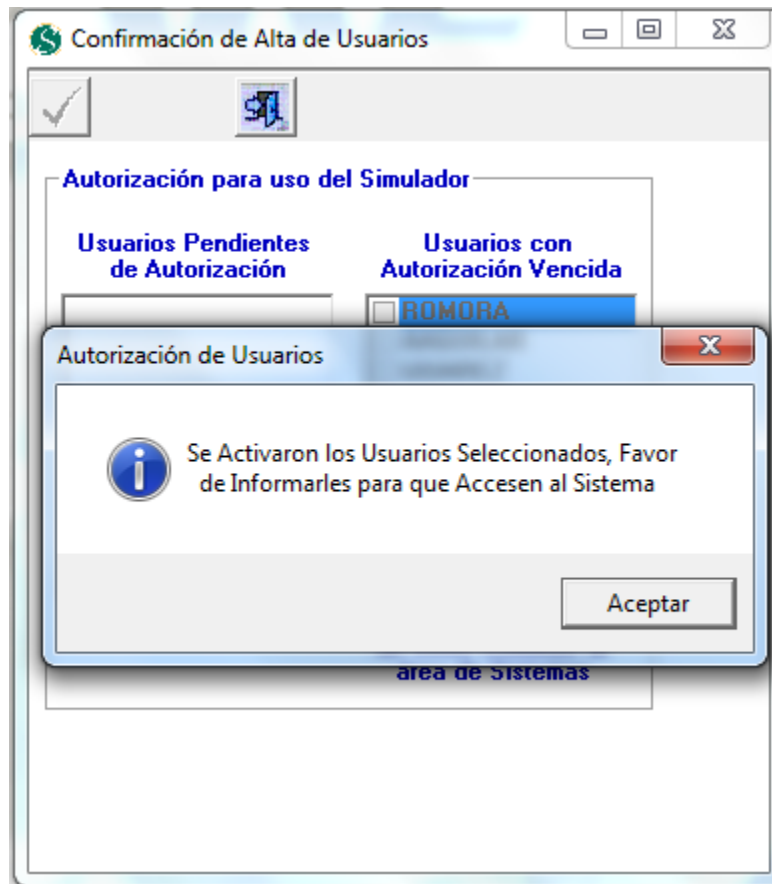 Confirmación de Alta de Usuarios
Autorización para uso del Simulador
Usuarios Pendientes
de Autorización
Usuarios con
Autorización Vencida
ROMORA
Autorización de Usuarios
Se Activaron los Usuarios Seleccionados, Favor
de Informarles para que Accesen al Sistema
Aceptar
área de Sistemas